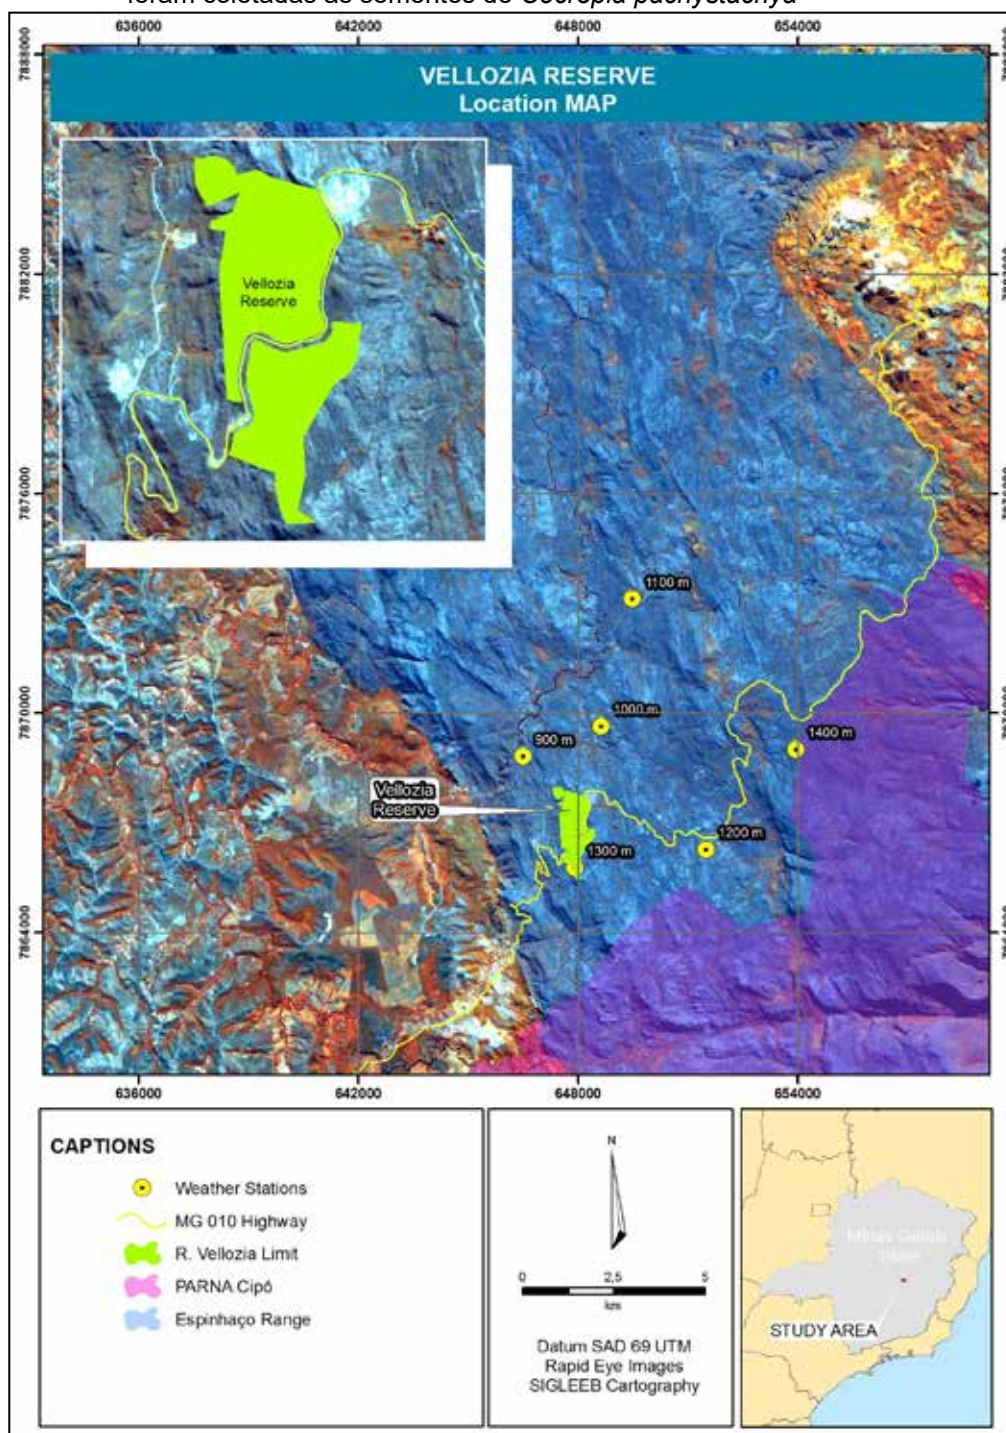 foram coletadas as sementes de Cecropia pachystachya
636000 642000 648000 654000
VELLOZIA RESERVE
Location MAP
7888000
Vellozia
Reserve
7882000
7876000
1100 m
7870000
1000 m
900 m
1400 m
Vellozia
Reserve
1200 m
1300 m
7864000
636000 642000 648000 654000
CAPTIONS
Weather Stations
MG 010 Highway
R. Vellozia Limit
PARNA Cipó
Espinhaço Range
N
0 2,5 5
km
Datum SAD 69 UTM
Rapid Eye Images
SIGLEEB Cartography
Minas Gerais
State
STUDY AREA